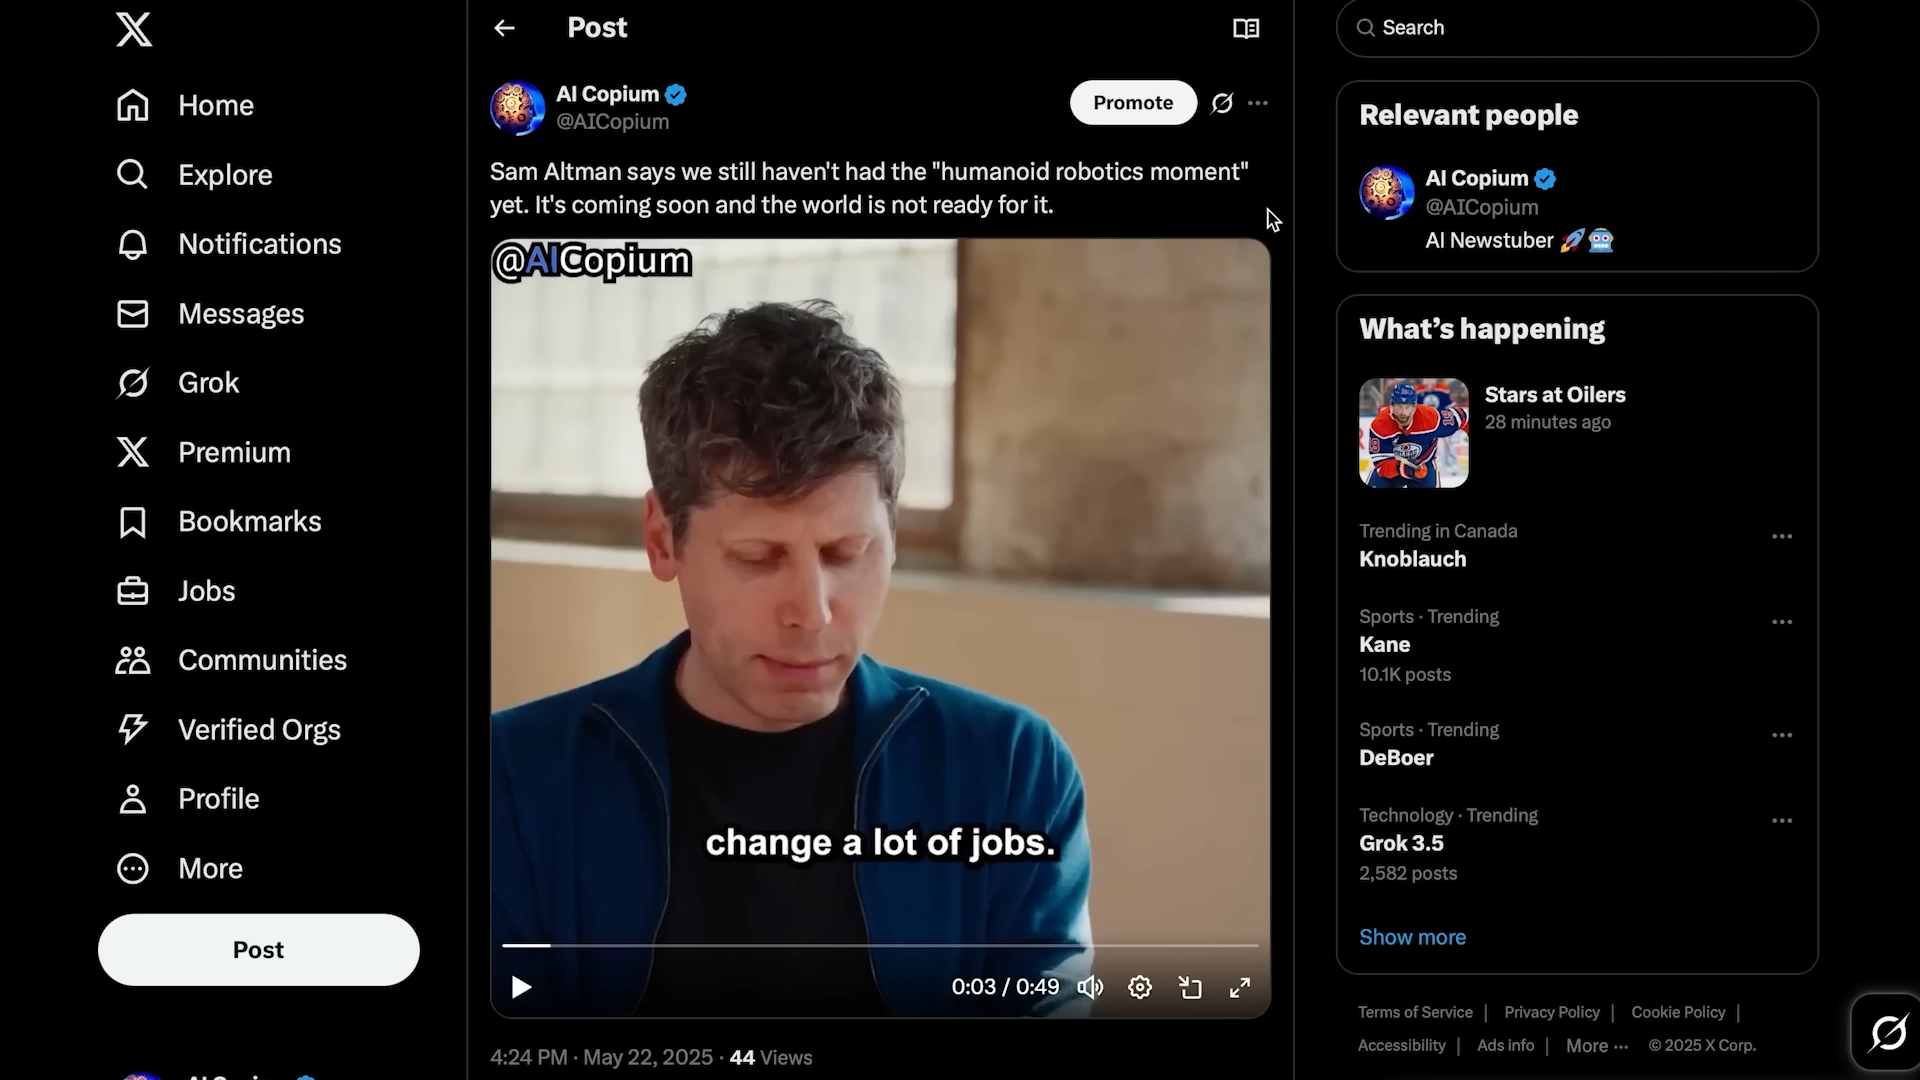 Home
Explore
Notifications
Messages
Grok
Premium
Bookmarks
Jobs
Communities
Verified Orgs
Profile
More
Post
Post
AI Copium
@AICopium
Promote
Sam Altman says we still haven't had the "humanoid robotics moment"
yet. It's coming soon and the world is not ready for it.
@AICopium
change a lot of jobs.
0:03 / 0:49
4:24 PM · May 22, 2025 · 44 Views
Search
Relevant people
AI Copium
@AICopium
AI Newstuber 🚀🤖
What's happening
Stars at Oilers
28 minutes ago
Trending in Canada
Knoblauch
Sports · Trending
Kane
10.1K posts
Sports · Trending
DeBoer
Technology · Trending
Grok 3.5
2,582 posts
Show more
Terms of Service | Privacy Policy | Cookie Policy |
Accessibility | Ads info | More ··· © 2025 X Corp.